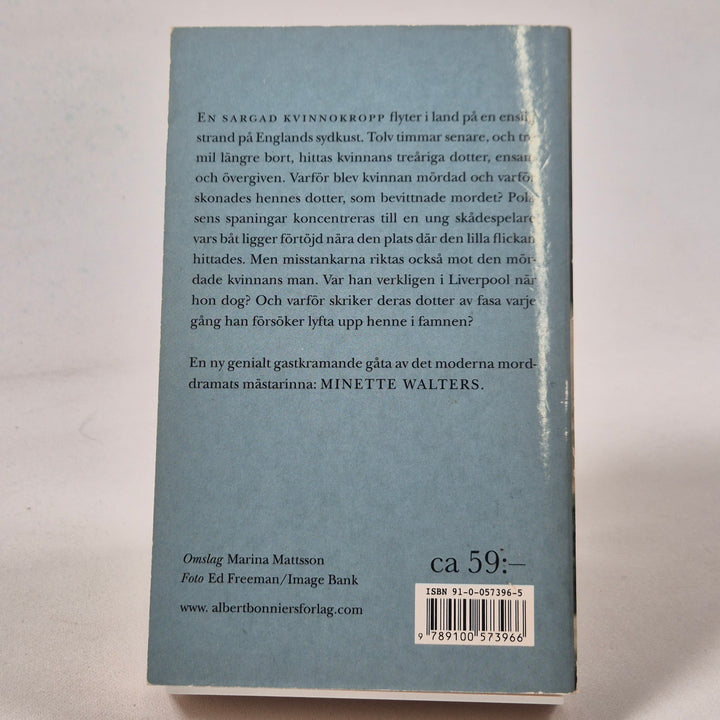 EN SARGAD KVINNOKROPP flyter i land på en enslig
strand på Englands sydkust. Tolv timmar senare, och tre
mil längre bort, hittas kvinnans treåriga dotter, ensam
och övergiven. Varför blev kvinnan mördad och varför
skonades hennes dotter, som bevittnade mordet? Poli-
sens spaningar koncentreras till en ung skådespelare
vars båt ligger förtöjd nära den plats där den lilla flickan
hittades. Men misstankarna riktas också mot den mör-
dade kvinnans man. Var han verkligen i Liverpool när
hon dog? Och varför skriker deras dotter av fasa varje
gång han försöker lyfta upp henne i famnen?
En ny genialt gastkramande gåta av det moderna mord-
dramats mästarinna: MINETTE WALTERS.
Omslag Marina Mattsson
Foto Ed Freeman/Image Bank
www. albertbonniersforlag.com
ca 59:–
ISBN 91-0-057396-5
9 789100 573966